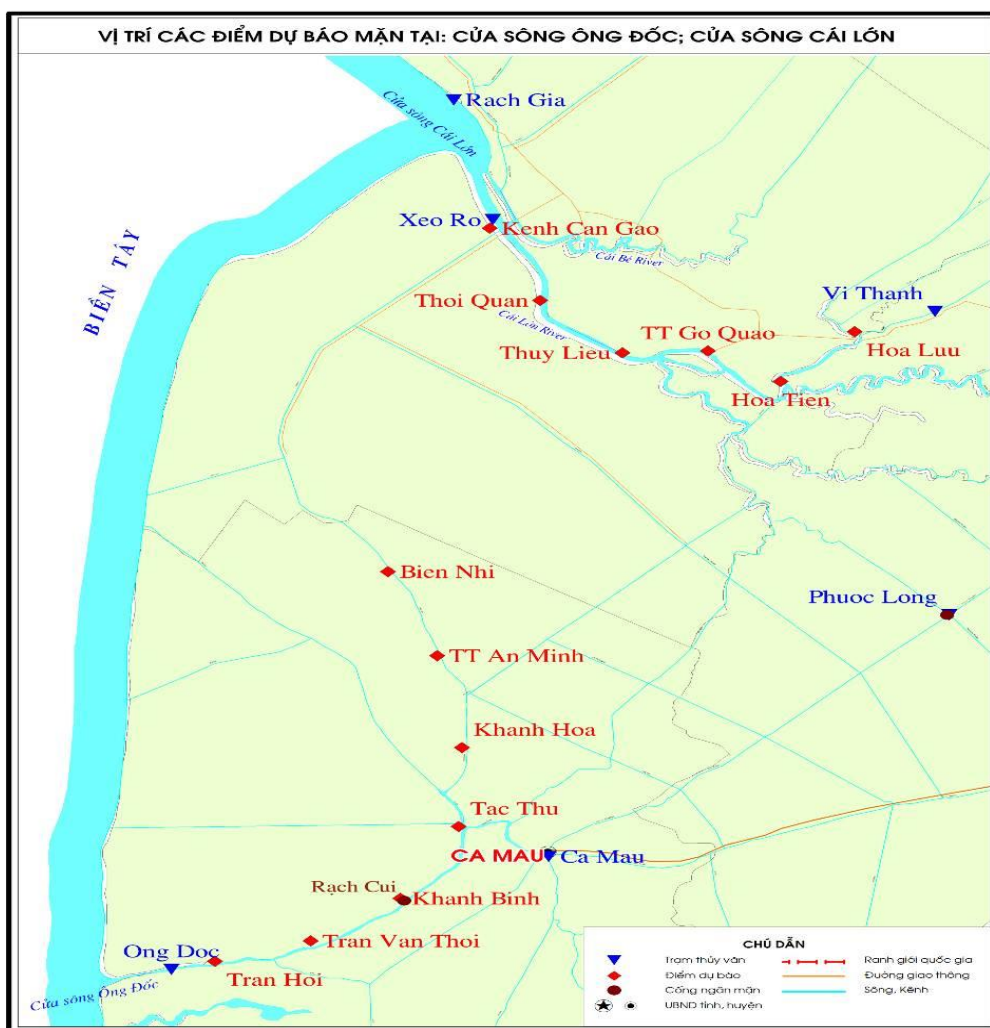 VỊ TRÍ CÁC ĐIỂM DỰ BÁO MẶN TẠI: CỬA SÔNG ÔNG ĐỐC; CỬA SÔNG CÁI LỚN
Rach Gia
Cửa sông Cái Lớn
Xeo Ro
Kenh Can Gao
Cái Bé River
BIỂN TÂY
Thoi Quan
Cái Lớn River
Vi Thanh
TT Go Quao
Thuy Lieu
Hoa Luu
Hoa Tien
Bien Nhi
Phuoc Long
TT An Minh
Khanh Hoa
Tac Thu
CA MAU
Ca Mau
Rạch Cui
Khanh Binh
Tran Van Thoi
Ong Doc
Tran Hoi
Cửa sông Ông Đốc
CHÚ DẪN
Trạm thủy văn
Ranh giới quốc gia
Điểm dự báo
Đường giao thông
Cống ngăn mặn
Sông, Kênh
UBND tỉnh, huyện